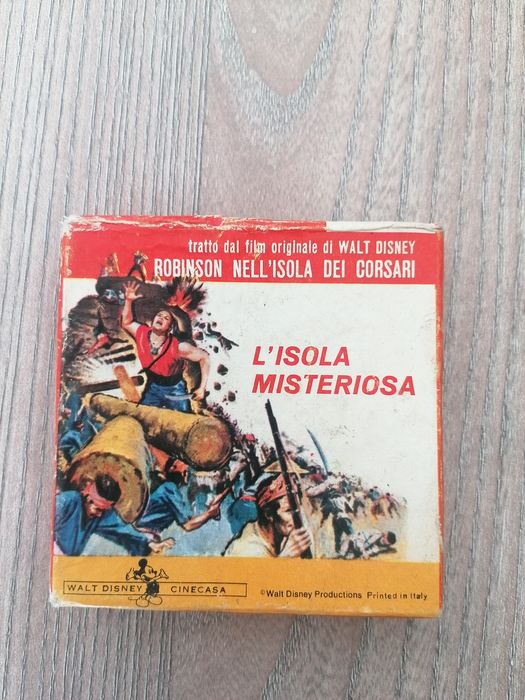 tratto dal film originale di WALT DISNEY
ROBINSON NELL'ISOLA DEI CORSARI
L'ISOLA
MISTERIOSA
WALT DISNEY CINECASA
©Walt Disney Productions Printed in Italy